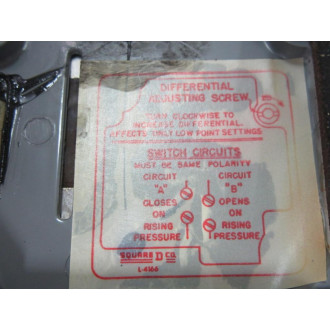 DIFFERENTIAL
ADJUSTING SCREW
TURN CLOCKWISE TO
INCREASE DIFFERENTIAL.
AFFECTS ONLY LOW POINT SETTINGS
SWITCH CIRCUITS
MUST BE SAME POLARITY
CIRCUIT CIRCUIT
"A" "B"
CLOSES OPENS
ON ON
RISING RISING
PRESSURE PRESSURE
SQUARE D CO.
L-4166